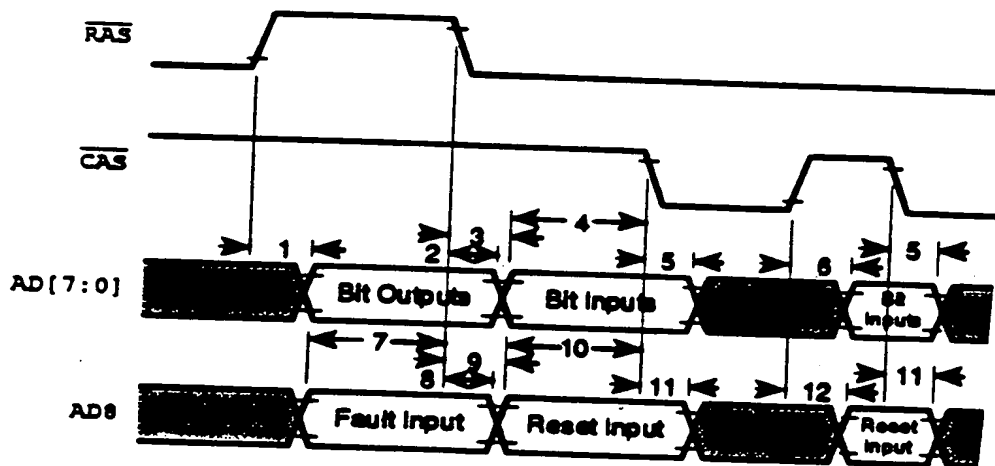 RAS
CAS
4
1
2
3
5
6
5
AD[7:0]
Bit Outputs
Bit Inputs
Bit
Inputs
7
8
9
10
11
12
11
AD8
Fault Input
Reset Input
Reset
Input